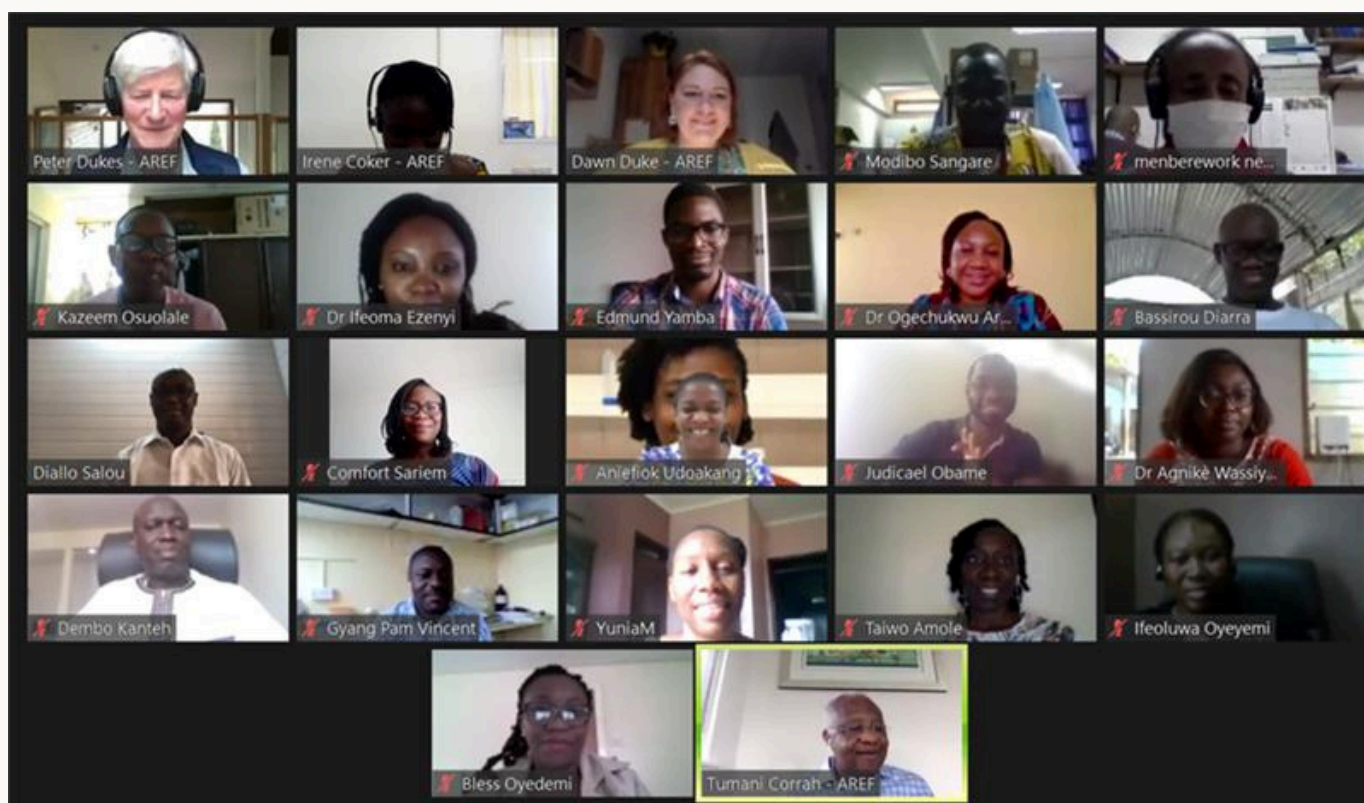 Peter Dukes - AREF
Irene Coker - AREF
Dawn Duke - AREF
Modibo Sangare
menberework ne...
Kazeem Osuolale
Dr Ifeoma Ezenyi
Edmund Yamba
Dr Ogechukwu Ar...
Bassirou Diarra
Diallo Salou
Comfort Sariem
Aniefiok Udoakang
Judicael Obame
Dr Agnikè Wassiy...
Dembo Kanteh
Gyang Pam Vincent
YuniaM
Taiwo Amole
Ifeoluwa Oyeyemi
Bless Oyedemi
Tumani Corrah - AREF